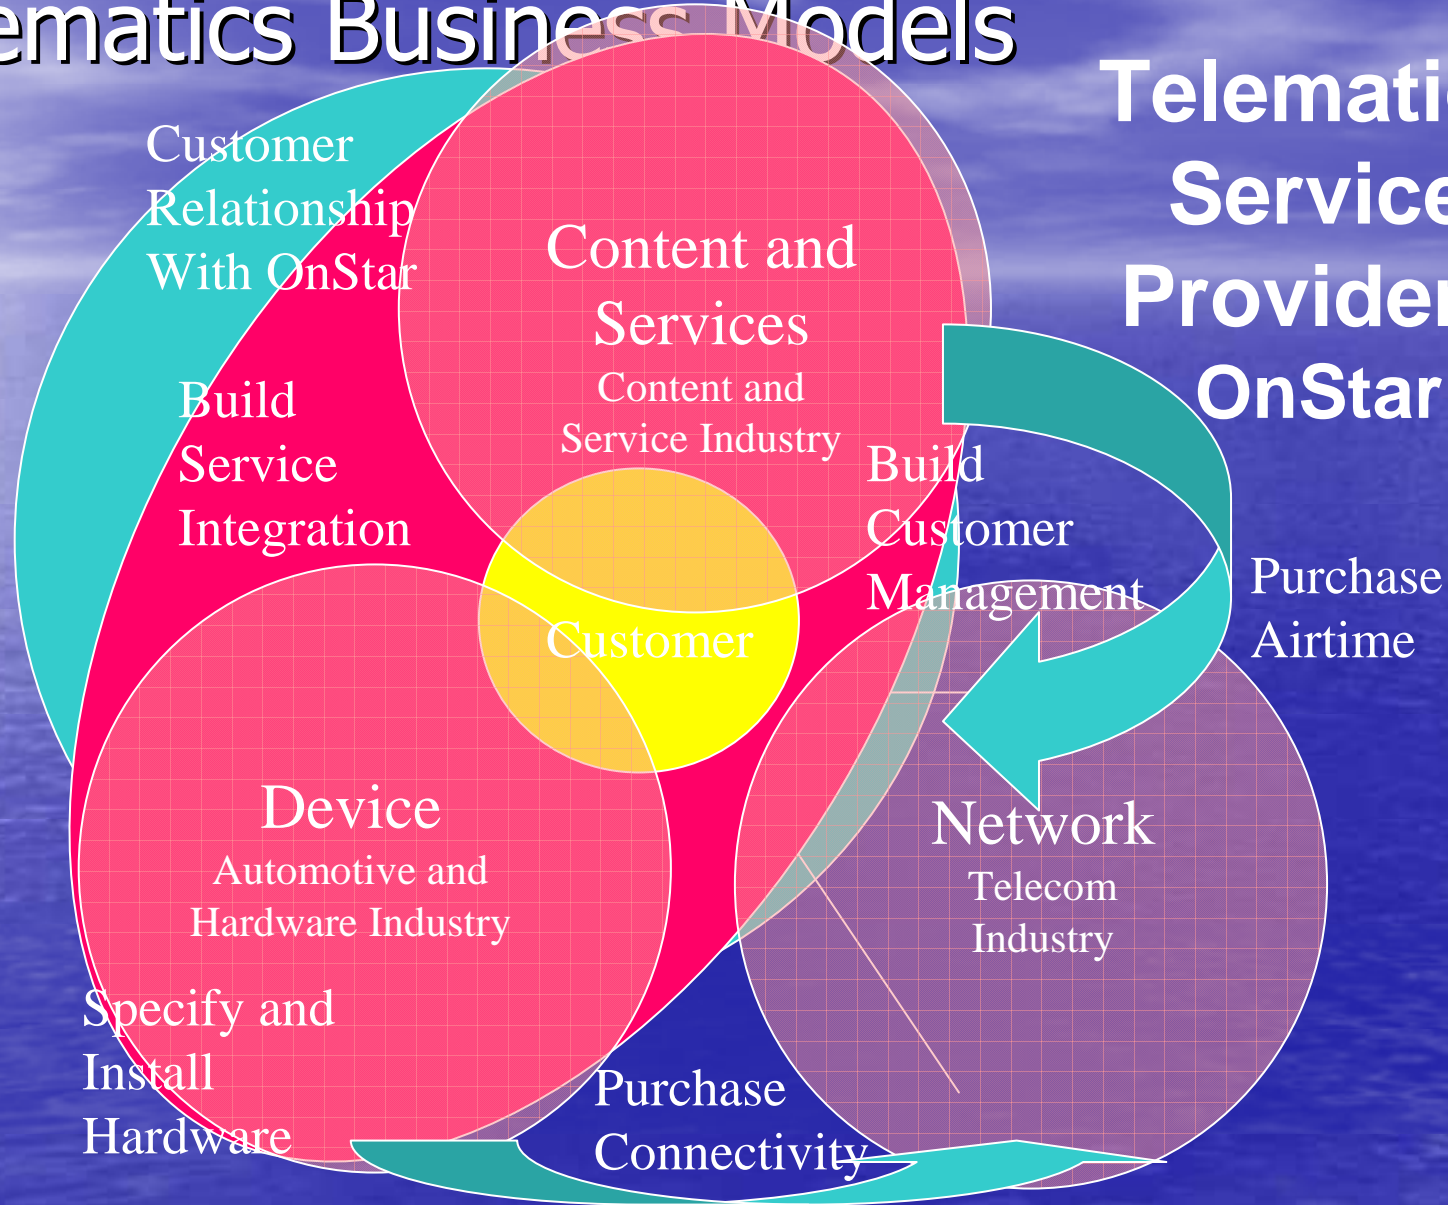 ematics Business Models
Telemati
Service
Provider
OnStar
Customer
Relationship
With OnStar
Content and
Services
Content and
Service Industry
Build
Service
Integration
Build
Customer
Management
Purchase
Airtime
Customer
Device
Automotive and
Hardware Industry
Network
Telecom
Industry
Specify and
Install
Hardware
Purchase
Connectivity